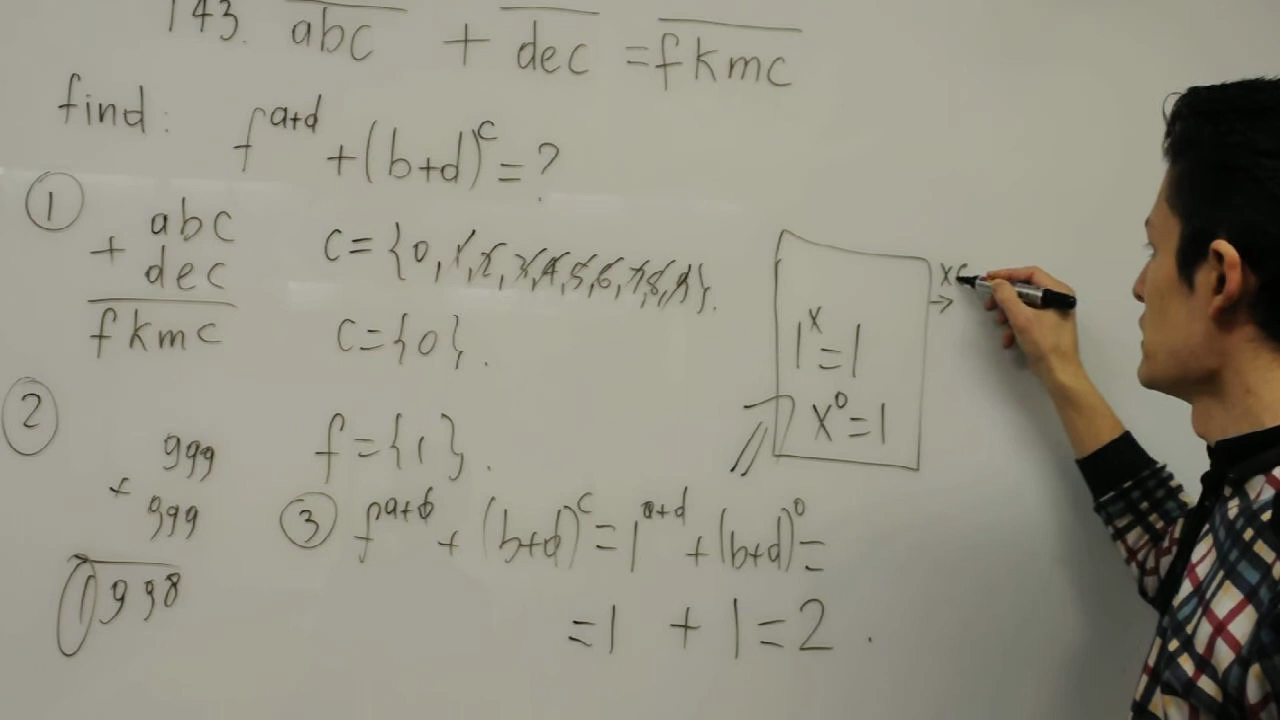 143. abc + dec = fkmc
find: f^(a+d) + (b+d)^c = ?
① abc
+ dec
fkmc
c = {0, 1, 2, 3, 4, 5, 6, 7, 8, 9}.
c = {0}.
② 999
+ 999
1998
f = {1}.
③ f^(a+d) + (b+d)^c = 1^(a+d) + (b+d)^0 =
= 1 + 1 = 2.
1^x = 1
x^0 = 1
→ x